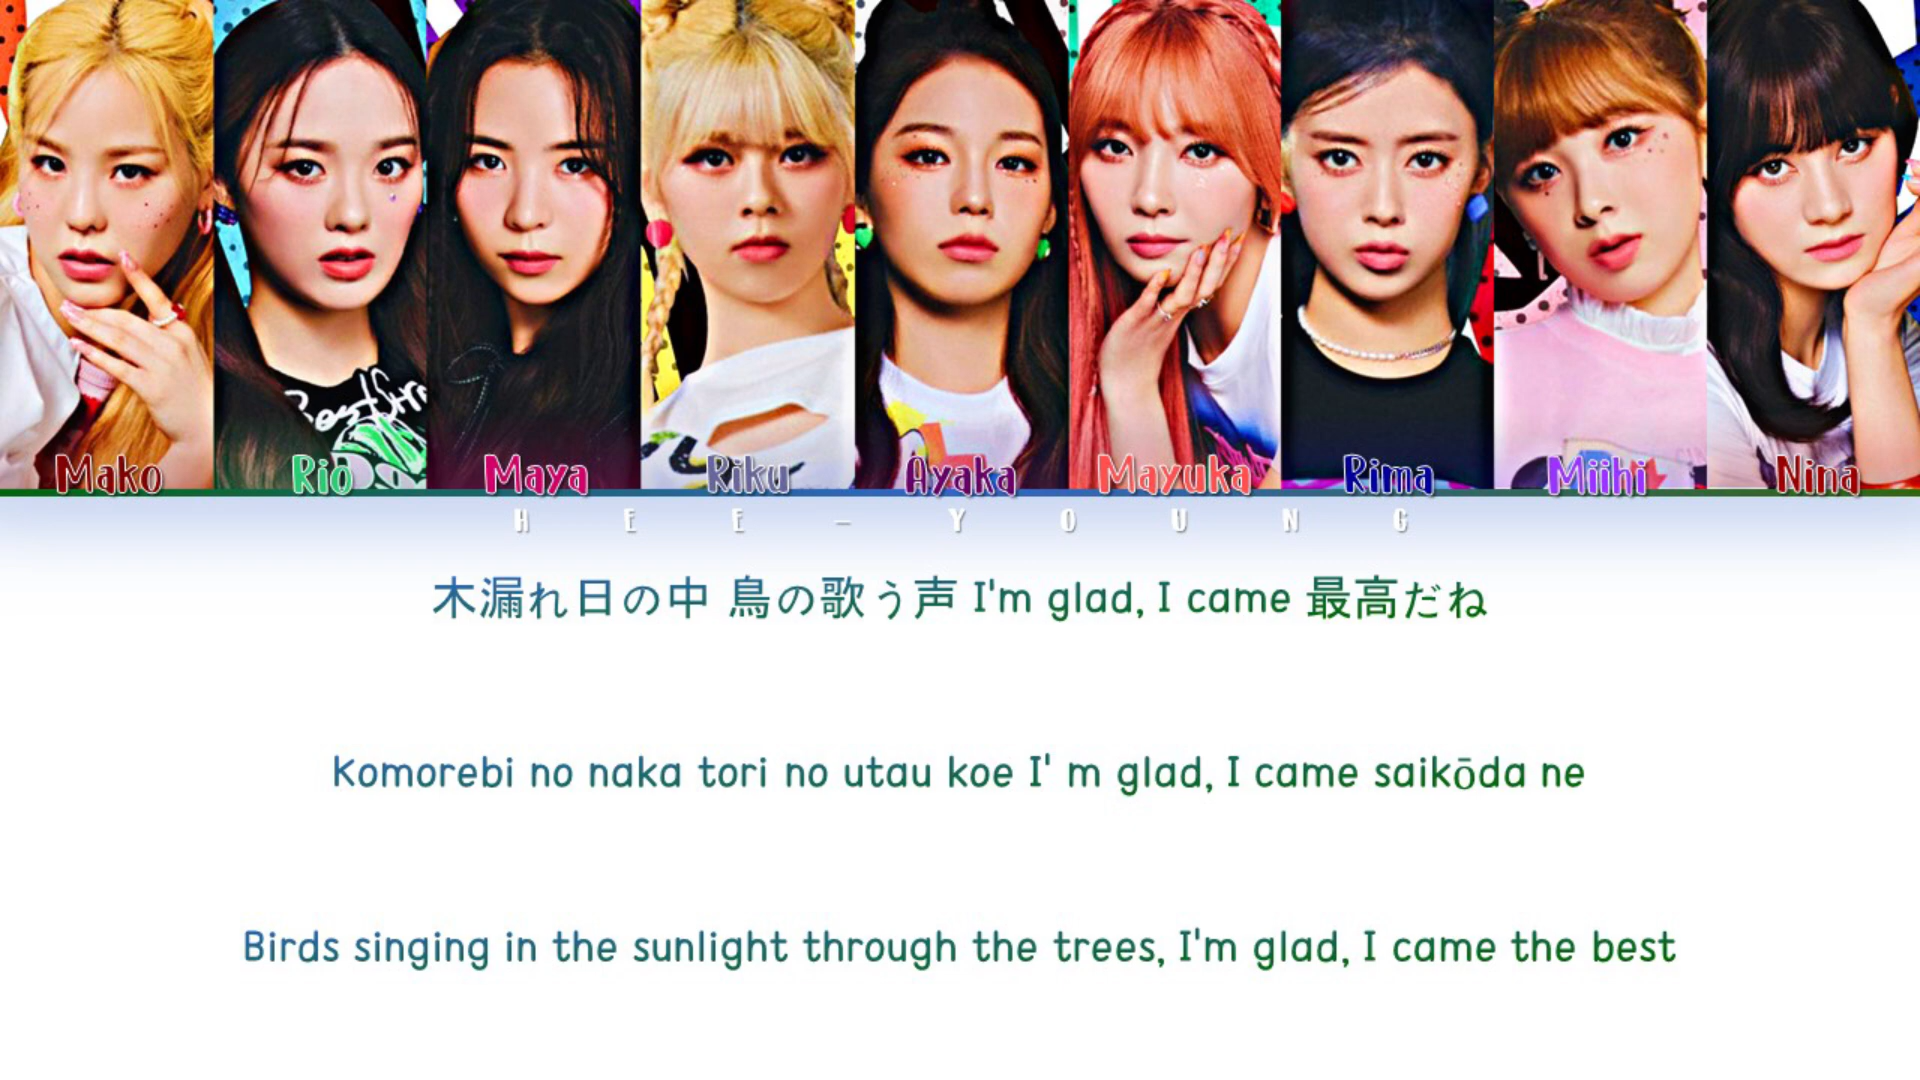 Mako Rio Maya Riku Ayaka Mayuka Rima Miihi Nina
HEE-YOUNG
木漏れ日の中 鳥の歌う声 I'm glad, I came 最高だね
Komorebi no naka tori no utau koe I' m glad, I came saikōda ne
Birds singing in the sunlight through the trees, I'm glad, I came the best